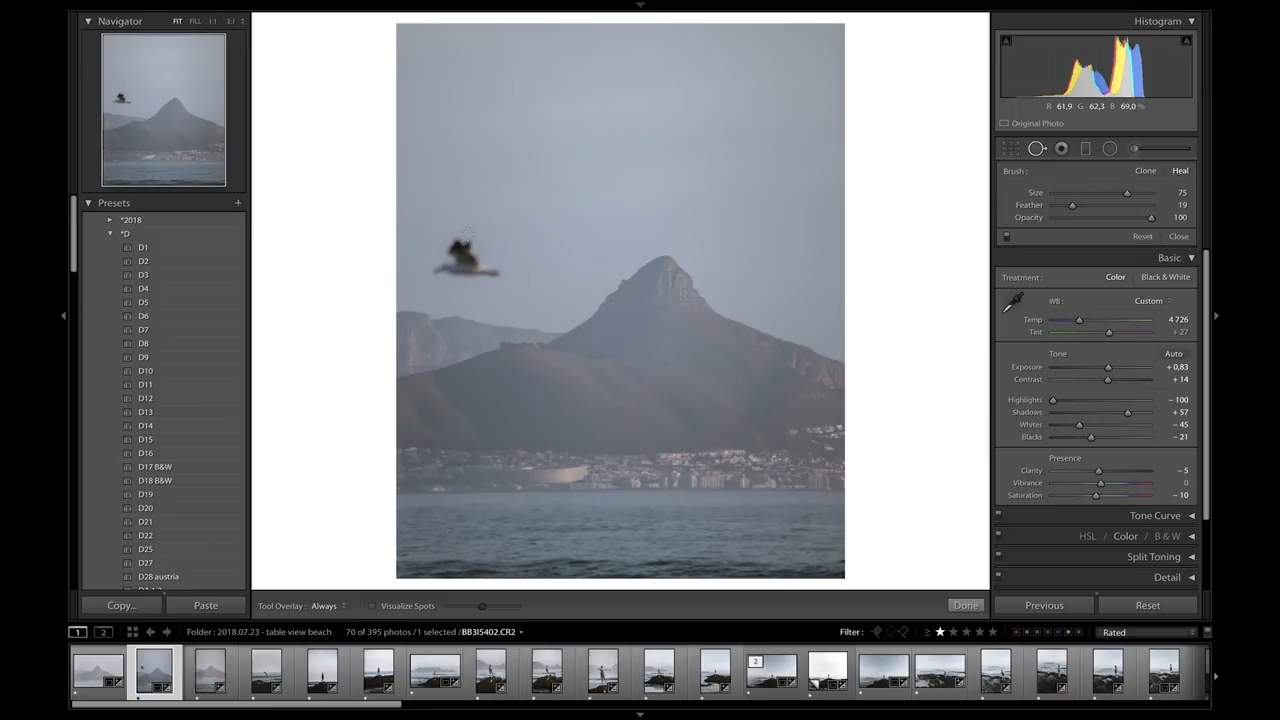 Navigator FIT FILL 1:1 2:1
Presets +
*2018
*D
D1
D2
D3
D4
D5
D6
D7
D8
D9
D10
D11
D12
D13
D14
D15
D16
D17 B&W
D18 B&W
D19
D20
D21
D22
D25
D27
D28 austria
Copy... Paste
Tool Overlay: Always Visualize Spots Done
Histogram
R 61,9 G 62,3 B 69,0 %
Original Photo
Brush : Clone Heal
Size 75
Feather 19
Opacity 100
Reset Close
Basic
Treatment : Color Black & White
WB: Custom
Temp 4 726
Tint + 27
Tone Auto
Exposure + 0,83
Contrast + 14
Highlights – 100
Shadows + 57
Whites – 45
Blacks – 21
Presence
Clarity – 5
Vibrance 0
Saturation – 10
Tone Curve
HSL / Color / B & W
Split Toning
Detail
Previous Reset
1 2 Folder : 2018.07.23 - table view beach 70 of 395 photos / 1 selected / BB3I5402.CR2 Filter : ≥ Rated
2